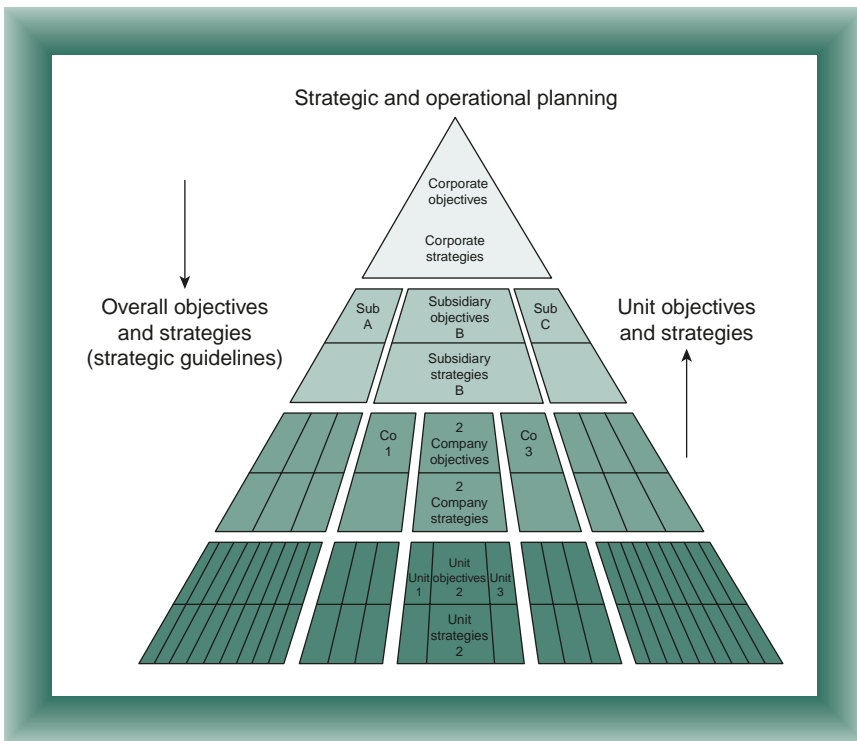 Strategic and operational planning
Corporate
objectives
Corporate
strategies
Overall objectives
and strategies
(strategic guidelines)
Unit objectives
and strategies
Sub
A
Subsidiary
objectives
B
Sub
C
Subsidiary
strategies
B
Co
1
2
Company
objectives
Co
3
2
Company
strategies
Unit
1
Unit
objectives
2
Unit
3
Unit
strategies
2